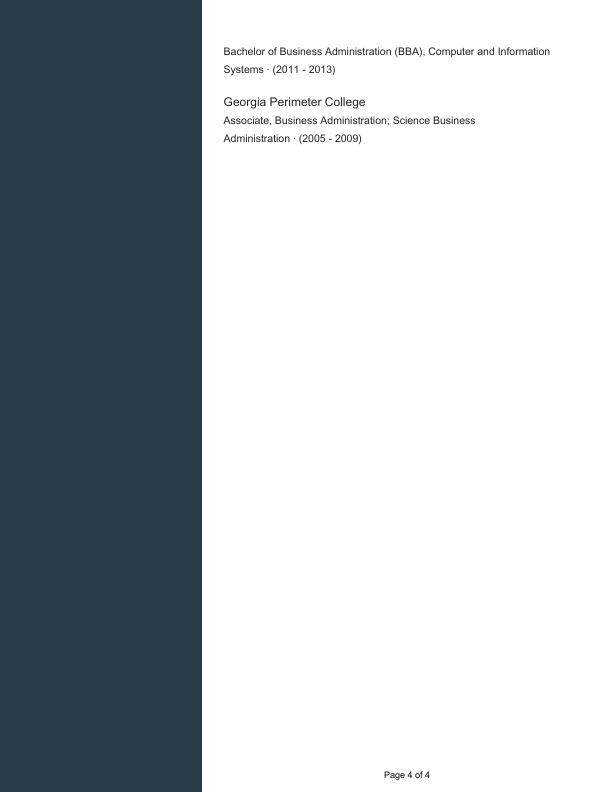 Bachelor of Business Administration (BBA), Computer and Information
Systems · (2011 - 2013)
Georgia Perimeter College
Associate, Business Administration; Science Business
Administration · (2005 - 2009)
Page 4 of 4